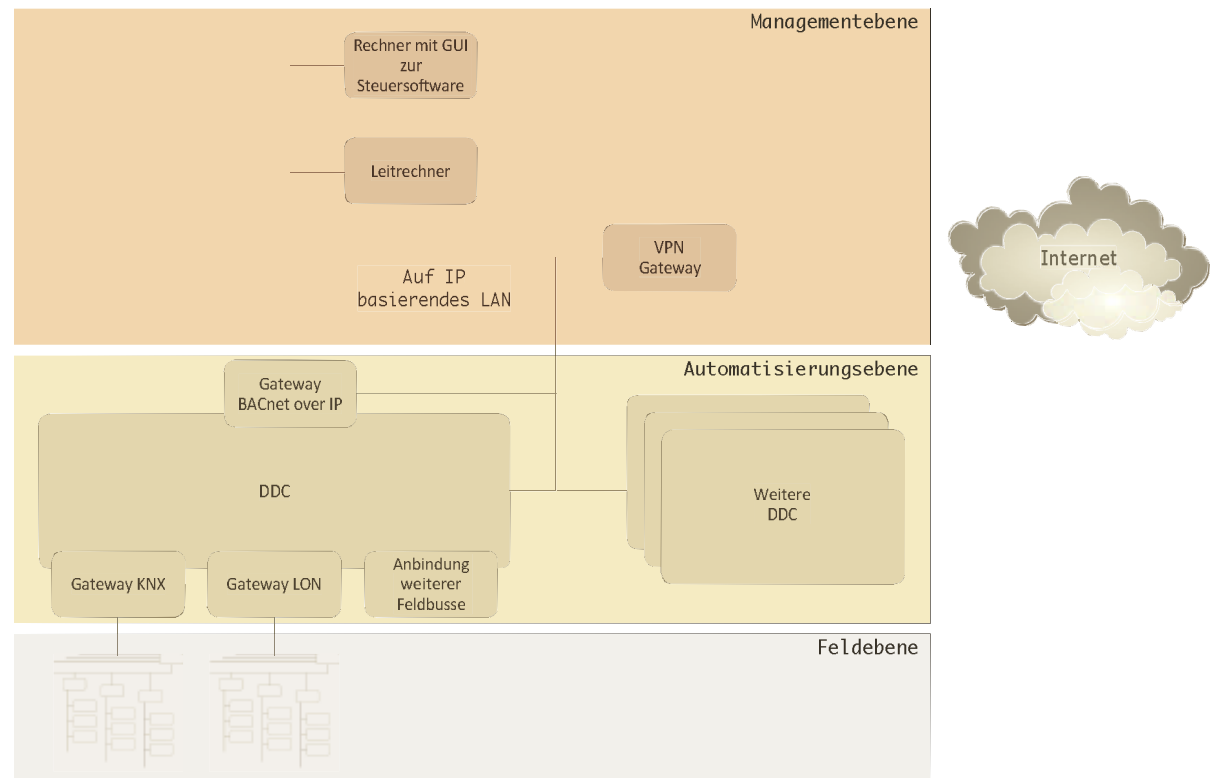 Managementebene
Rechner mit GUI
zur
Steuersoftware
Leitrechner
VPN
Gateway
Internet
Auf IP
basierendes LAN
Automatisierungsebene
Gateway
BACnet over IP
DDC
Weitere
DDC
Gateway KNX
Gateway LON
Anbindung
weiterer
Feldbusse
Feldebene